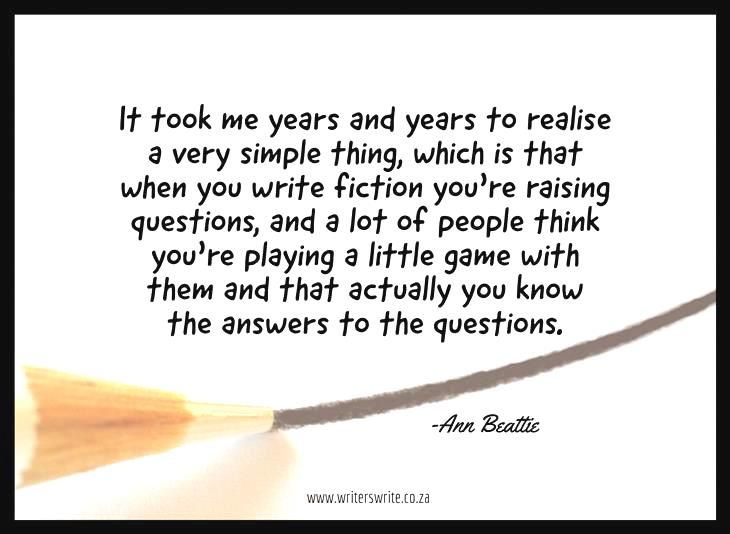 It took me years and years to realise
a very simple thing, which is that
when you write fiction you're raising
questions, and a lot of people think
you're playing a little game with
them and that actually you know
the answers to the questions.
-Ann Beattie
www.writerswrite.co.za